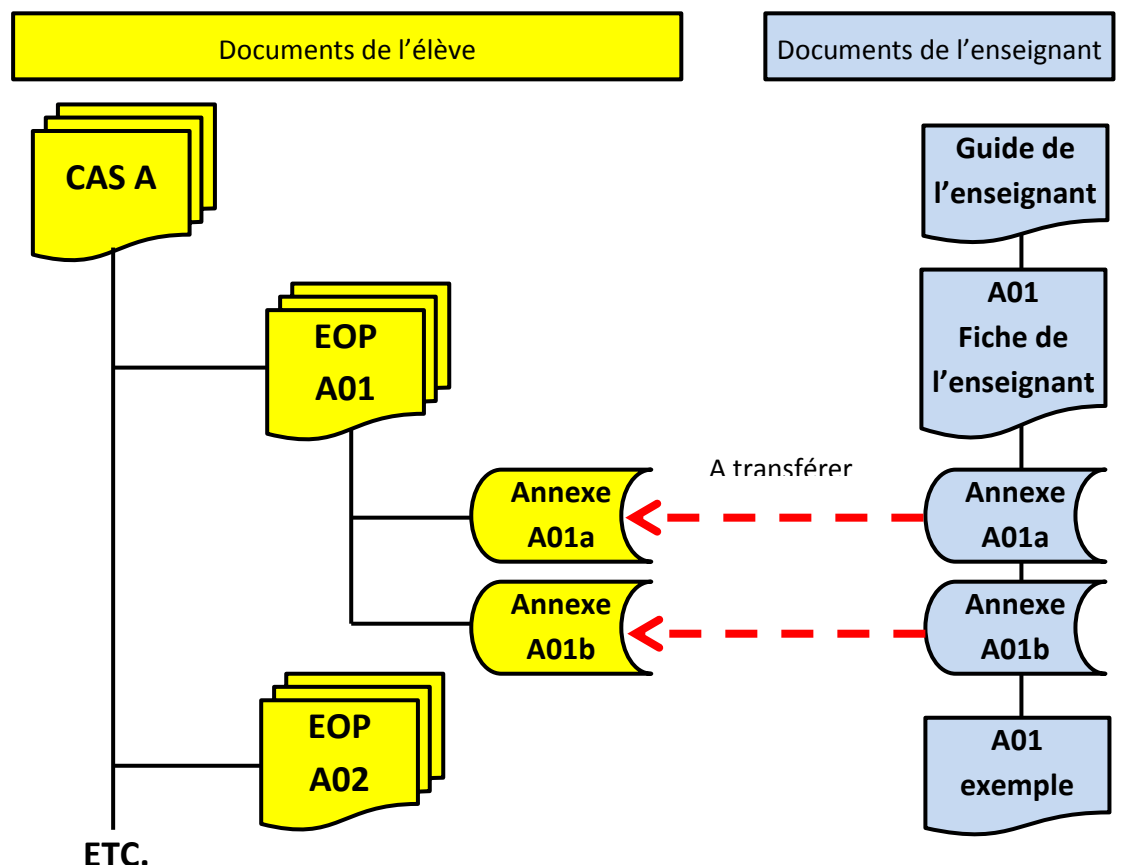 Documents de l’élève
Documents de l’enseignant
CAS A
EOP
A01
Annexe
A01a
Annexe
A01b
EOP
A02
ETC.
A transférer
Guide de
l’enseignant
A01
Fiche de
l’enseignant
Annexe
A01a
Annexe
A01b
A01
exemple